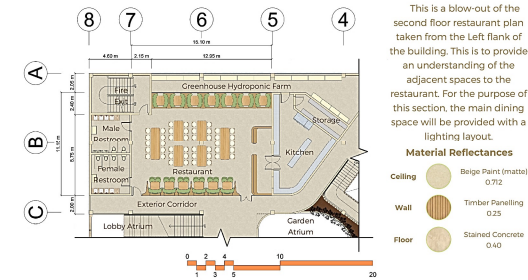 8 7 6 5 4
15.10 m
4.60 m 2.15 m 12.95 m
A
B
C
2.05 m
2.40 m
8.75 m
2.00 m
Greenhouse Hydroponic Farm
Fire
Exit
Storage
Male
Restroom
Kitchen
Female
Restroom
Restaurant
Exterior Corridor
Lobby Atrium
Garden
Atrium
0 2 4 10
1 3 5 20
This is a blow-out of the
second floor restaurant plan
taken from the Left flank of
the building. This is to provide
an understanding of the
adjacent spaces to the
restaurant. For the purpose of
this section, the main dining
space will be provided with a
lighting layout.
Material Reflectances
Ceiling
Beige Paint (matte)
0.712
Wall
Timber Panelling
0.25
Floor
Stained Concrete
0.40